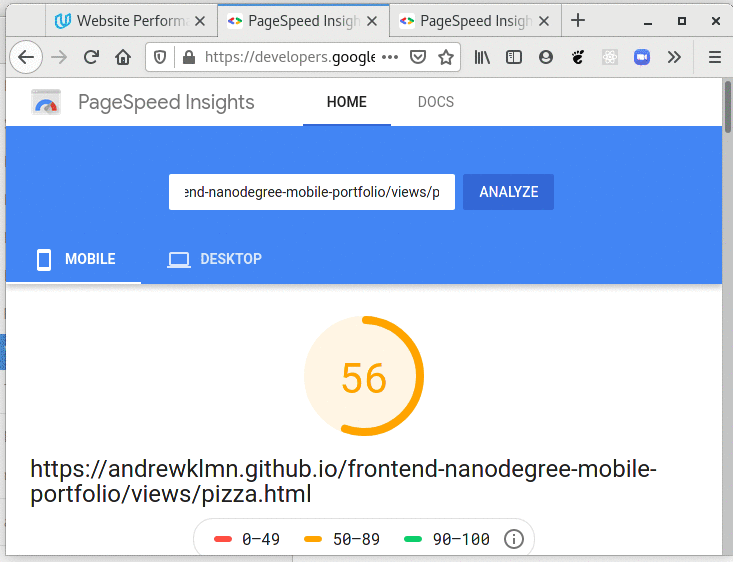 Website Performa
PageSpeed Insigh
PageSpeed Insigh
https://developers.google
PageSpeed Insights
HOME
DOCS
end-nanodegree-mobile-portfolio/views/p
ANALYZE
MOBILE
DESKTOP
56
https://andrewklmn.github.io/frontend-nanodegree-mobile-
portfolio/views/pizza.html
0–49
50–89
90–100